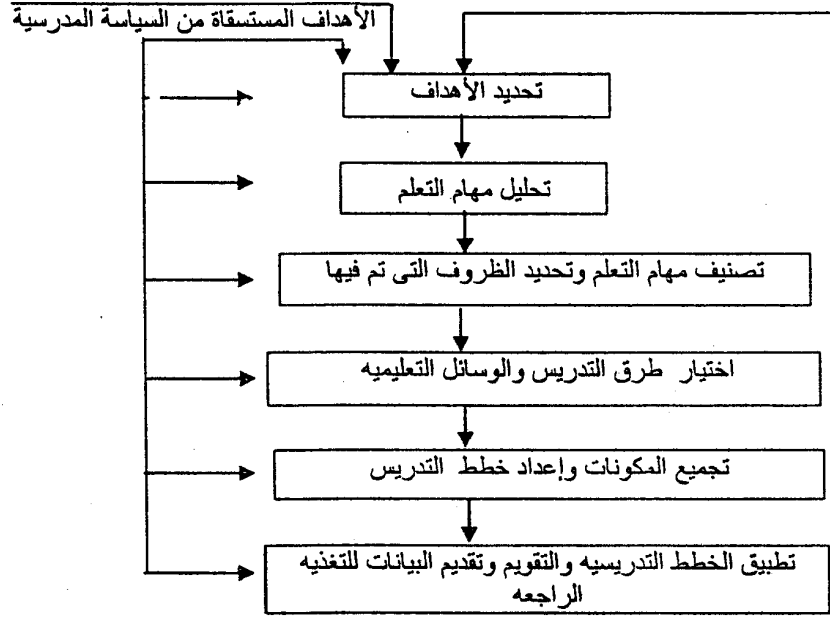 الأهداف المستسقاة من السياسة المدرسية
تحديد الأهداف
تحليل مهام التعلم
تصنيف مهام التعلم وتحديد الظروف التى تم فيها
اختيار طرق التدريس والوسائل التعليميه
تجميع المكونات وإعداد خطط التدريس
تطبيق الخطط التدريسيه والتقويم وتقديم البيانات للتغذيه
الراجعه